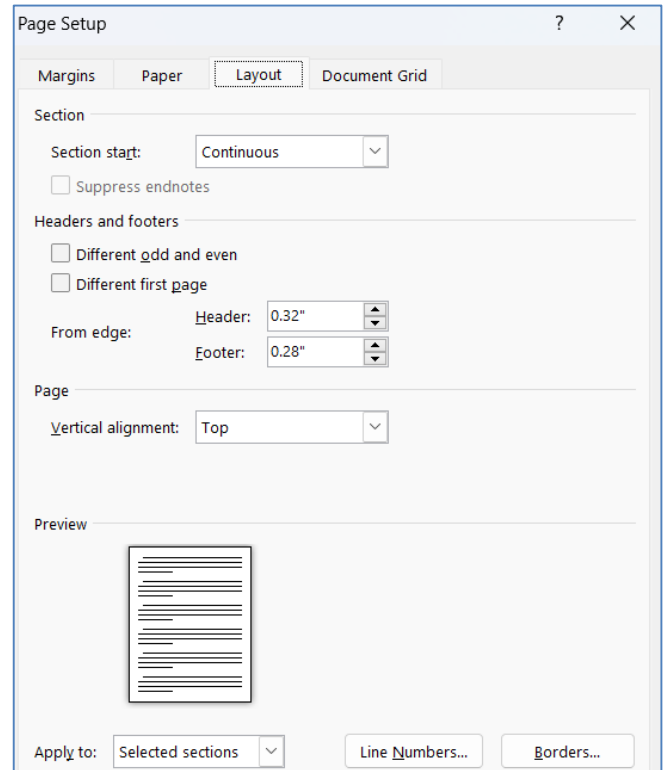 Page Setup ? X
Margins Paper Layout Document Grid
Section
Section start: Continuous
Suppress endnotes
Headers and footers
Different odd and even
Different first page
Header: 0.32"
From edge:
Footer: 0.28"
Page
Vertical alignment: Top
Preview
Apply to: Selected sections Line Numbers... Borders...